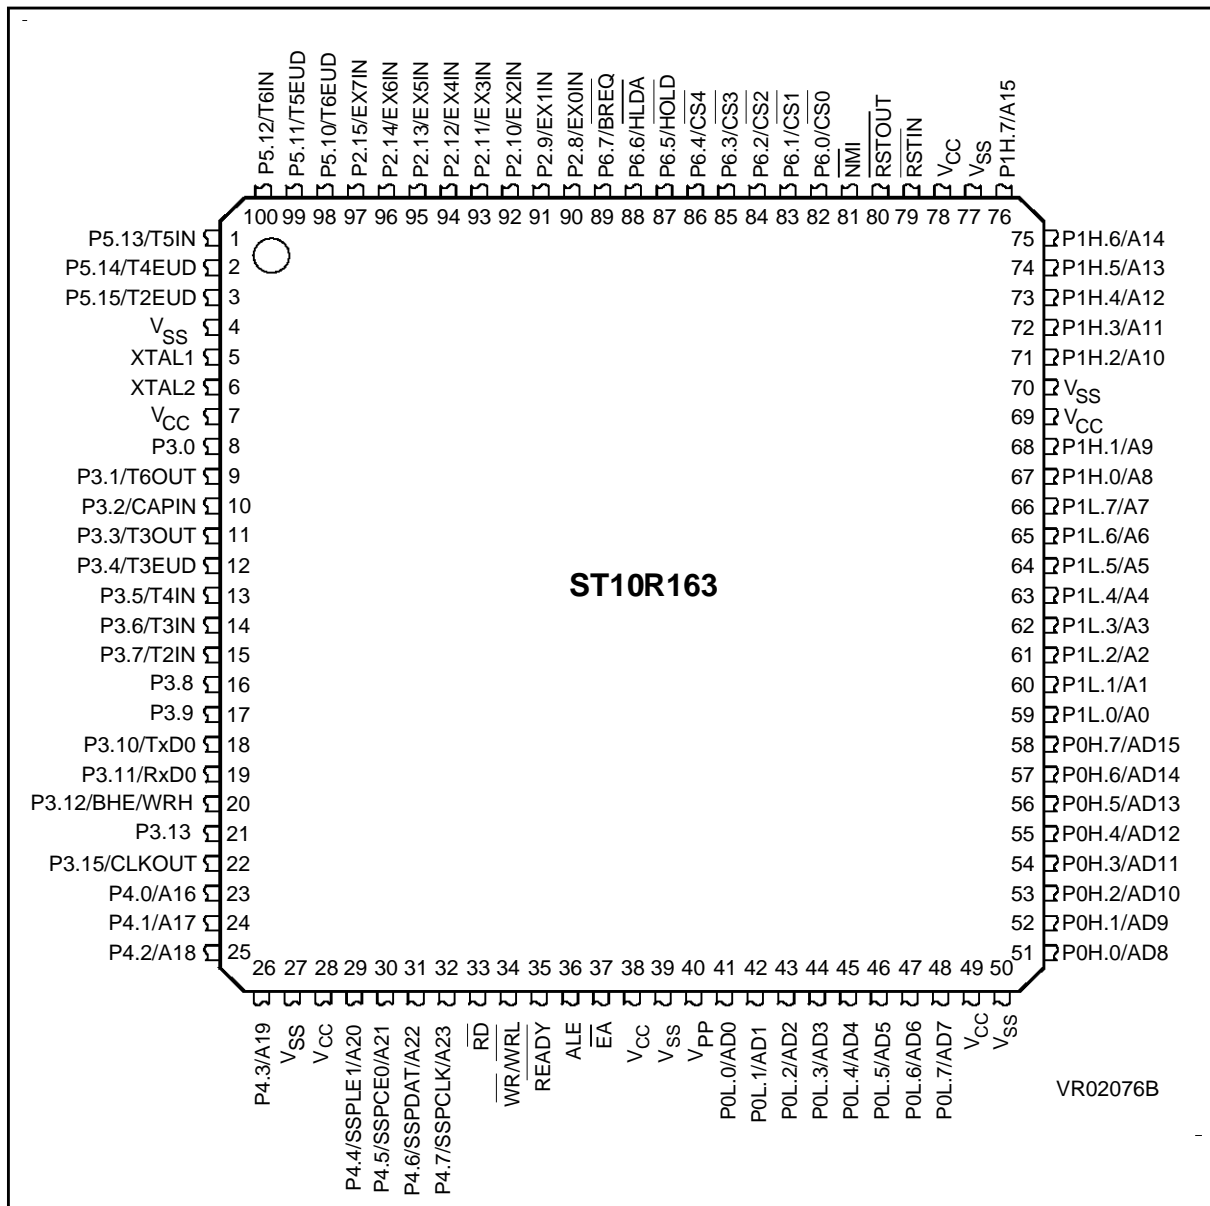 P5.12/T6IN
P5.11/T5EUD
P5.10/T6EUD
P2.15/EX7IN
P2.14/EX6IN
P2.13/EX5IN
P2.12/EX4IN
P2.11/EX3IN
P2.10/EX2IN
P2.9/EX1IN
P2.8/EX0IN
P6.7/BREQ
P6.6/HLDA
P6.5/HOLD
P6.4/CS4
P6.3/CS3
P6.2/CS2
P6.1/CS1
P6.0/CS0
NMI
RSTOUT
RSTIN
VCC
VSS
P1H.7/A15
100 99 98 97 96 95 94 93 92 91 90 89 88 87 86 85 84 83 82 81 80 79 78 77 76
P5.13/T5IN 1
P5.14/T4EUD 2
P5.15/T2EUD 3
VSS 4
XTAL1 5
XTAL2 6
VCC 7
P3.0 8
P3.1/T6OUT 9
P3.2/CAPIN 10
P3.3/T3OUT 11
P3.4/T3EUD 12
P3.5/T4IN 13
P3.6/T3IN 14
P3.7/T2IN 15
P3.8 16
P3.9 17
P3.10/TxD0 18
P3.11/RxD0 19
P3.12/BHE/WRH 20
P3.13 21
P3.15/CLKOUT 22
P4.0/A16 23
P4.1/A17 24
P4.2/A18 25
ST10R163
75 P1H.6/A14
74 P1H.5/A13
73 P1H.4/A12
72 P1H.3/A11
71 P1H.2/A10
70 VSS
69 VCC
68 P1H.1/A9
67 P1H.0/A8
66 P1L.7/A7
65 P1L.6/A6
64 P1L.5/A5
63 P1L.4/A4
62 P1L.3/A3
61 P1L.2/A2
60 P1L.1/A1
59 P1L.0/A0
58 P0H.7/AD15
57 P0H.6/AD14
56 P0H.5/AD13
55 P0H.4/AD12
54 P0H.3/AD11
53 P0H.2/AD10
52 P0H.1/AD9
51 P0H.0/AD8
26 27 28 29 30 31 32 33 34 35 36 37 38 39 40 41 42 43 44 45 46 47 48 49 50
P4.3/A19
VSS
VCC
P4.4/SSPLE1/A20
P4.5/SSPCE0/A21
P4.6/SSPDAT/A22
P4.7/SSPCLK/A23
RD
WR/WRL
READY
ALE
EA
VCC
VSS
VPP
P0L.0/AD0
P0L.1/AD1
P0L.2/AD2
P0L.3/AD3
P0L.4/AD4
P0L.5/AD5
P0L.6/AD6
P0L.7/AD7
VCC
VSS
VR02076B